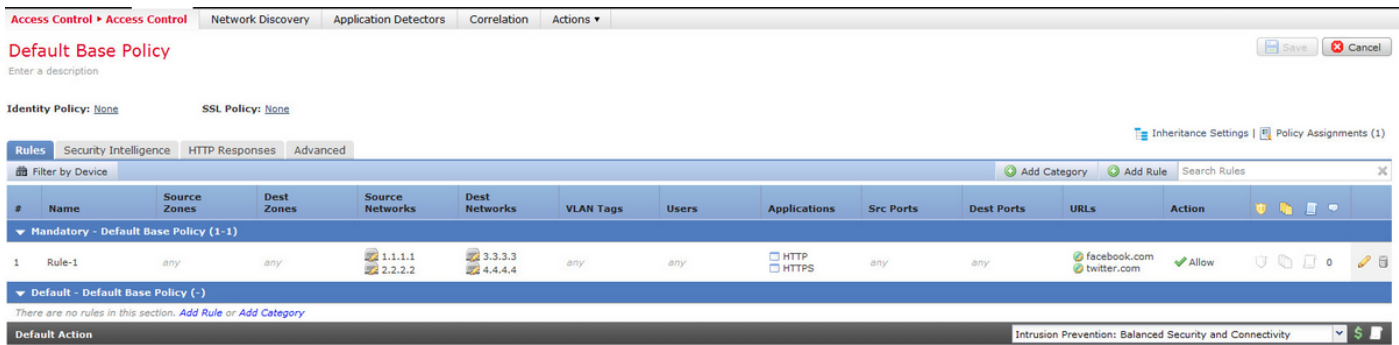 Access Control ▸ Access Control Network Discovery Application Detectors Correlation Actions ▾
Default Base Policy
Save Cancel
Enter a description
Identity Policy: None SSL Policy: None
Inheritance Settings | Policy Assignments (1)
Rules Security Intelligence HTTP Responses Advanced
Filter by Device Add Category Add Rule Search Rules
# Name Source Zones Dest Zones Source Networks Dest Networks VLAN Tags Users Applications Src Ports Dest Ports URLs Action
Mandatory - Default Base Policy (1-1)
1 Rule-1 any any 1.1.1.1 3.3.3.3 any any HTTP any any facebook.com Allow 0
2.2.2.2 4.4.4.4 HTTPS twitter.com
Default - Default Base Policy (-)
There are no rules in this section. Add Rule or Add Category
Default Action Intrusion Prevention: Balanced Security and Connectivity $